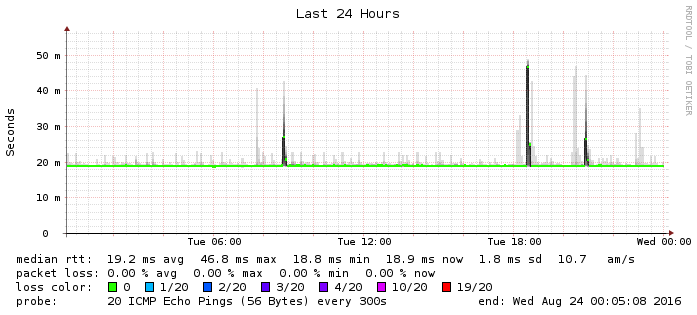 Last 24 Hours
RRDTOOL / TOBI OETIKER
Seconds
50 m
40 m
30 m
20 m
10 m
0
Tue 06:00 Tue 12:00 Tue 18:00 Wed 00:00
median rtt: 19.2 ms avg 46.8 ms max 18.8 ms min 18.9 ms now 1.8 ms sd 10.7 am/s
packet loss: 0.00 % avg 0.00 % max 0.00 % min 0.00 % now
loss color: 0 1/20 2/20 3/20 4/20 10/20 19/20
probe: 20 ICMP Echo Pings (56 Bytes) every 300s end: Wed Aug 24 00:05:08 2016